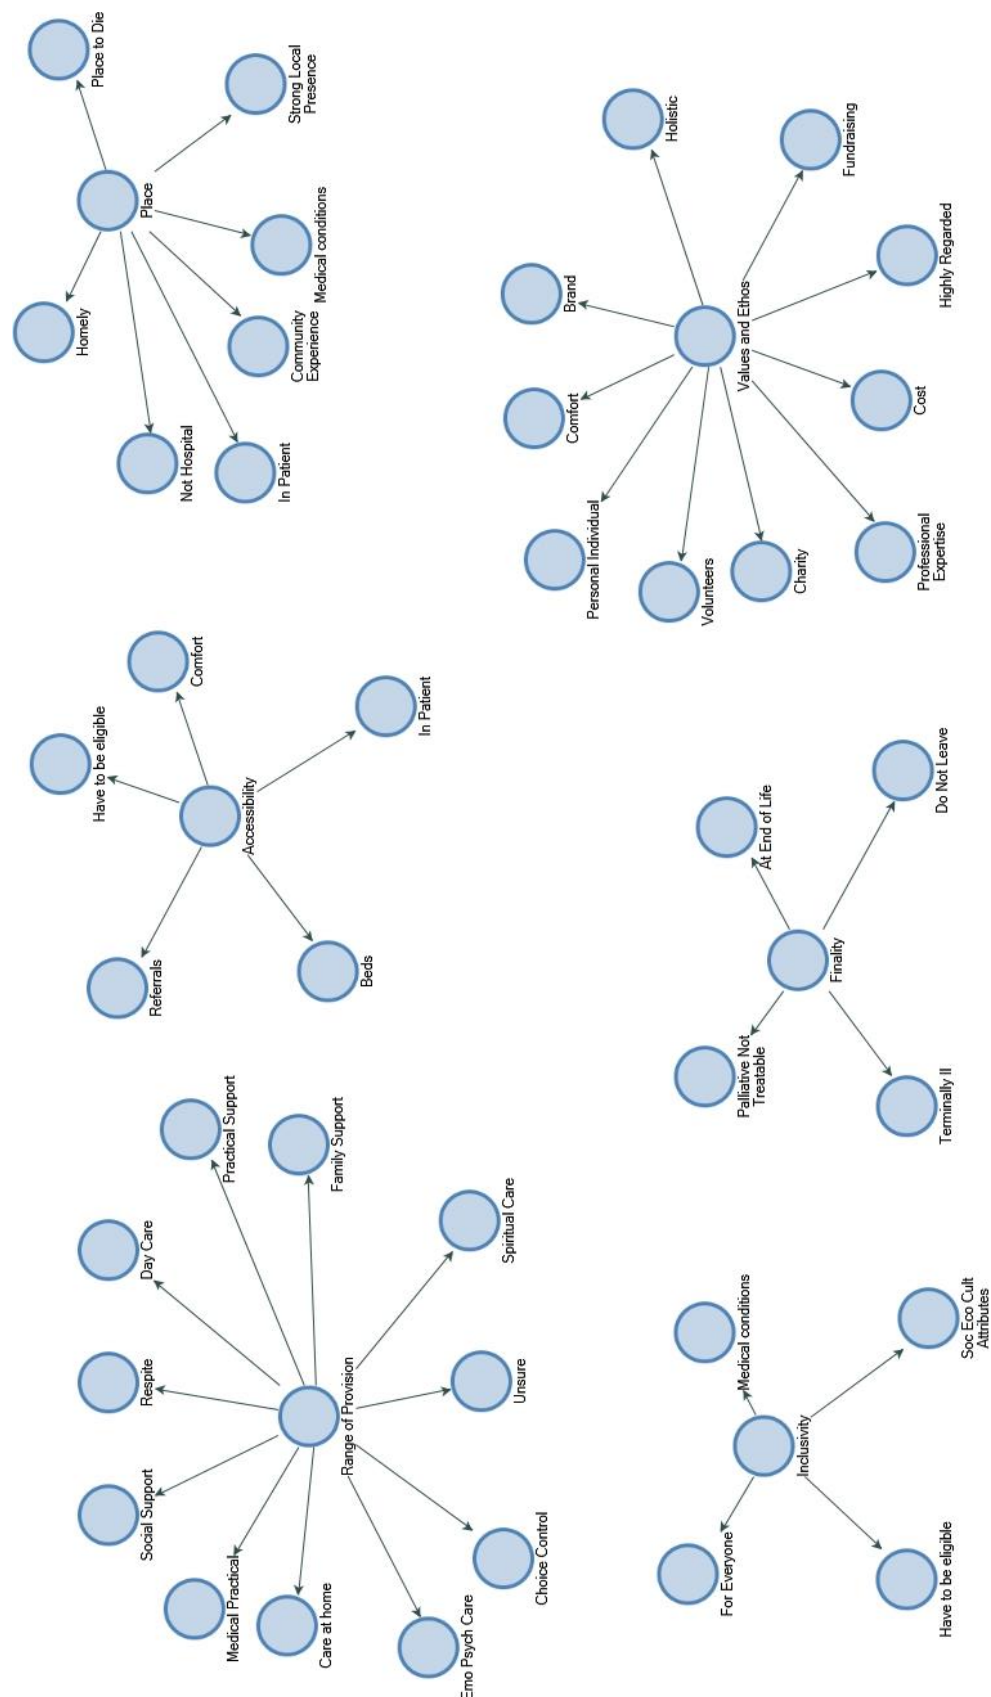 Social Support
Respite
Day Care
Practical Support
Medical Practical
Care at home
Range of Provision
Family Support
Emo Psych Care
Choice Control
Unsure
Spiritual Care
Have to be eligible
Comfort
Referrals
Accessibility
Beds
In Patient
Place to Die
Homely
Place
Strong Local
Presence
Not Hospital
In Patient
Community
Experience
Medical conditions
For Everyone
Medical conditions
Inclusivity
Have to be eligible
Soc Eco Cult
Attributes
Palliative Not
Treatable
At End of Life
Finality
Terminally Il
Do Not Leave
Comfort
Brand
Holistic
Personal Individual
Volunteers
Values and Ethos
Charity
Fundraising
Professional
Expertise
Cost
Highly Regarded